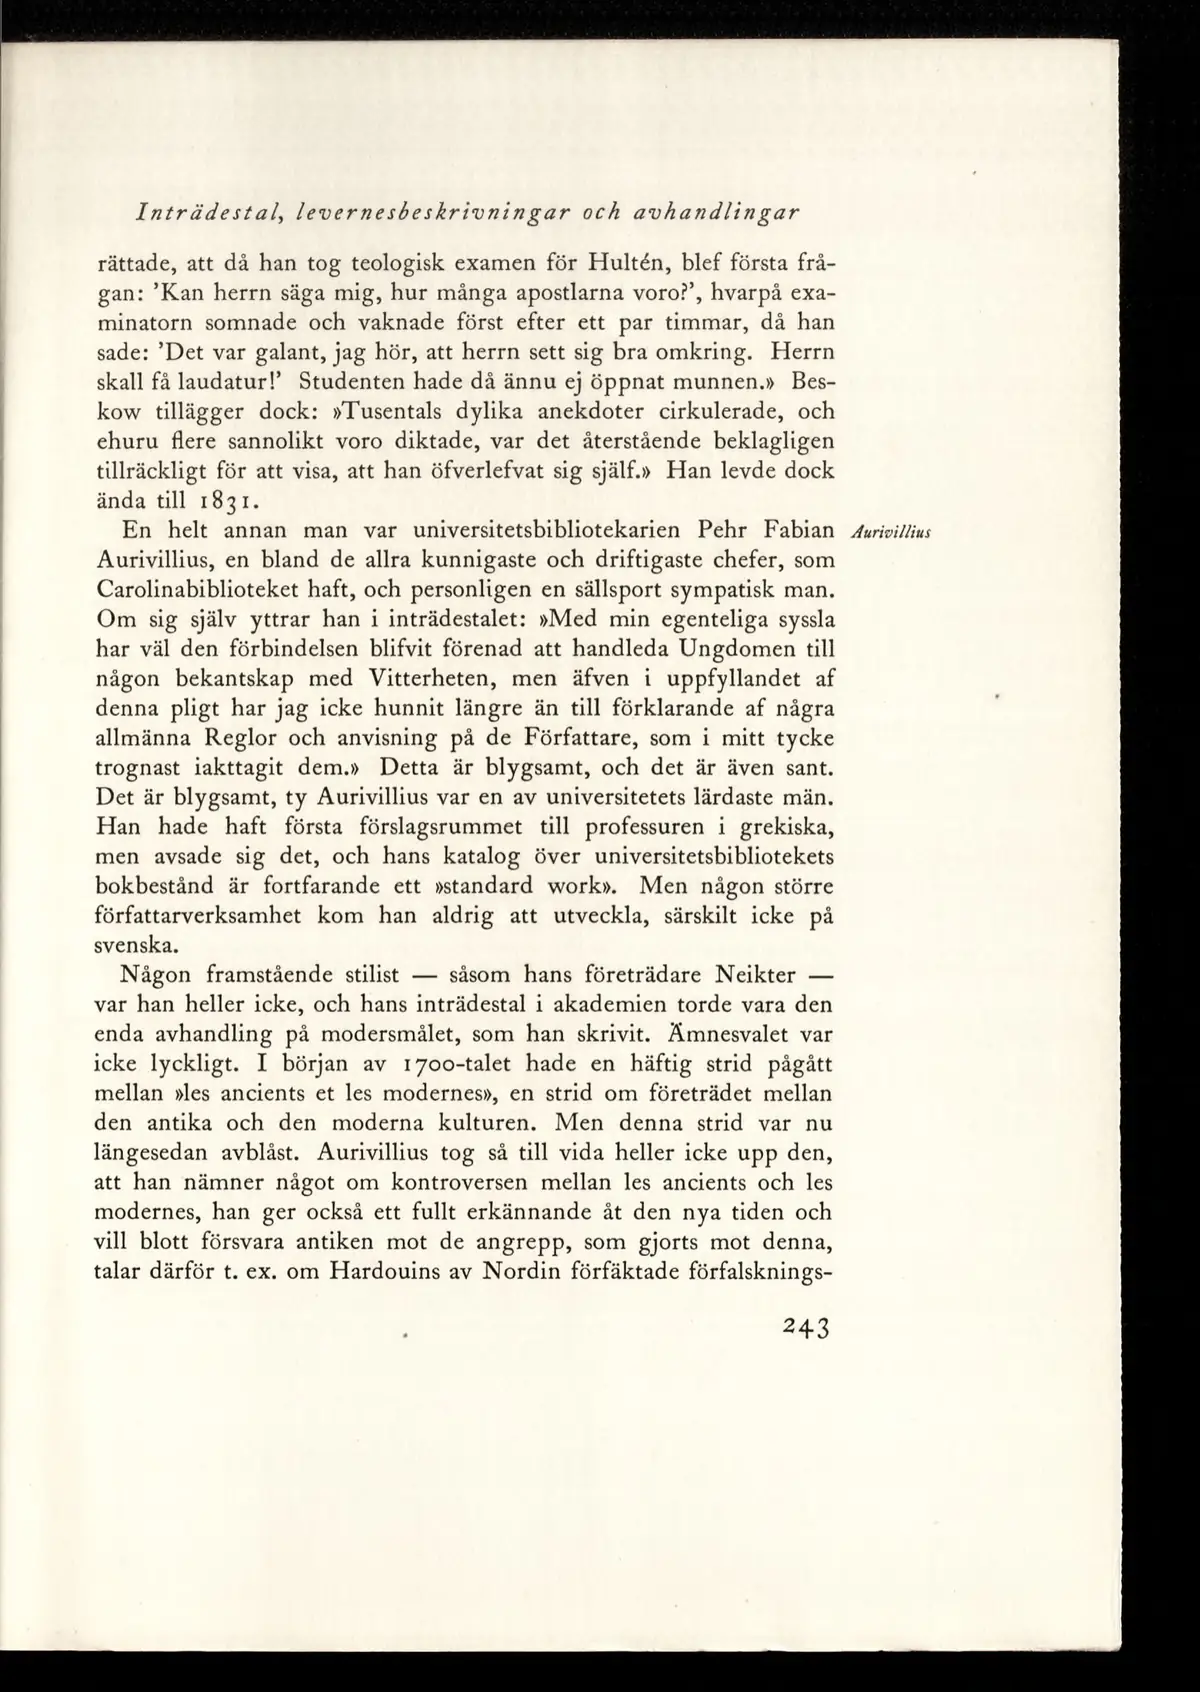 Inträdestal, levernesbeskrivningar och avhandlingar
rättade, att då han tog teologisk examen för Hultén, blef första frå-
gan: ’Kan herrn säga mig, hur många apostlarna voro?’, hvarpå exa-
minatorn somnade och vaknade först efter ett par timmar, då han
sade: ’Det var galant, jag hör, att herrn sett sig bra omkring. Herrn
skall få laudatur!’ Studenten hade då ännu ej öppnat munnen.» Bes-
kow tillägger dock: »Tusentals dylika anekdoter cirkulerade, och
ehuru flere sannolikt voro diktade, var det återstående beklagligen
tillräckligt för att visa, att han öfverlefvat sig själf.» Han levde dock
ända till 1831.
En helt annan man var universitetsbibliotekarien Pehr Fabian
Aurivillius
Aurivillius, en bland de allra kunnigaste och driftigaste chefer, som
Carolinabiblioteket haft, och personligen en sällsport sympatisk man.
Om sig själv yttrar han i inträdestalet: »Med min egenteliga syssla
har väl den förbindelsen blifvit förenad att handleda Ungdomen till
någon bekantskap med Vitterheten, men äfven i uppfyllandet af
denna pligt har jag icke hunnit längre än till förklarande af några
allmänna Reglor och anvisning på de Författare, som i mitt tycke
trognast iakttagit dem.» Detta är blygsamt, och det är även sant.
Det är blygsamt, ty Aurivillius var en av universitetets lärdaste män.
Han hade haft första förslagsrummet till professuren i grekiska,
men avsade sig det, och hans katalog över universitetsbibliotekets
bokbestånd är fortfarande ett »standard work». Men någon större
författarverksamhet kom han aldrig att utveckla, särskilt icke på
svenska.
Någon framstående stilist — såsom hans företrädare Neikter —
var han heller icke, och hans inträdestal i akademien torde vara den
enda avhandling på modersmålet, som han skrivit. Ämnesvalet var
icke lyckligt. I början av 1700-talet hade en häftig strid pågått
mellan »les ancients et les modernes», en strid om företrädet mellan
den antika och den moderna kulturen. Men denna strid var nu
längesedan avblåst. Aurivillius tog så till vida heller icke upp den,
att han nämner något om kontroversen mellan les ancients och les
modernes, han ger också ett fullt erkännande åt den nya tiden och
vill blott försvara antiken mot de angrepp, som gjorts mot denna,
talar därför t. ex. om Hardouins av Nordin förfäktade förfalsknings-
243